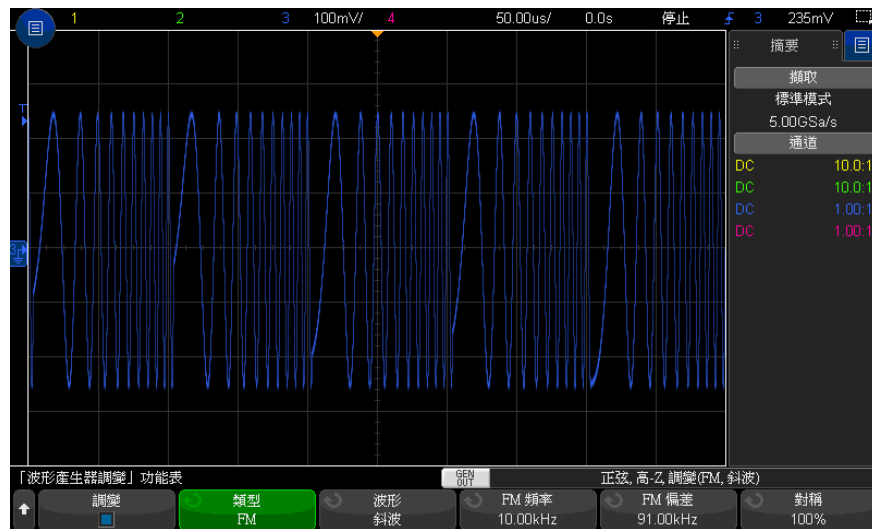 1 2 3 100mV/ 4 50.00us/ 0.0s 停止 3 235mV
摘要
擷取
標準模式
5.00GSa/s
通道
DC 10.0:1
DC 10.0:1
DC 1.00:1
DC 1.00:1
T
3
「波形產生器調變」功能表
GEN OUT
正弦, 高-Z, 調變(FM, 斜波)
調變
類型
FM
波形
斜波
FM 頻率
10.00kHz
FM 偏差
91.00kHz
對稱
100%